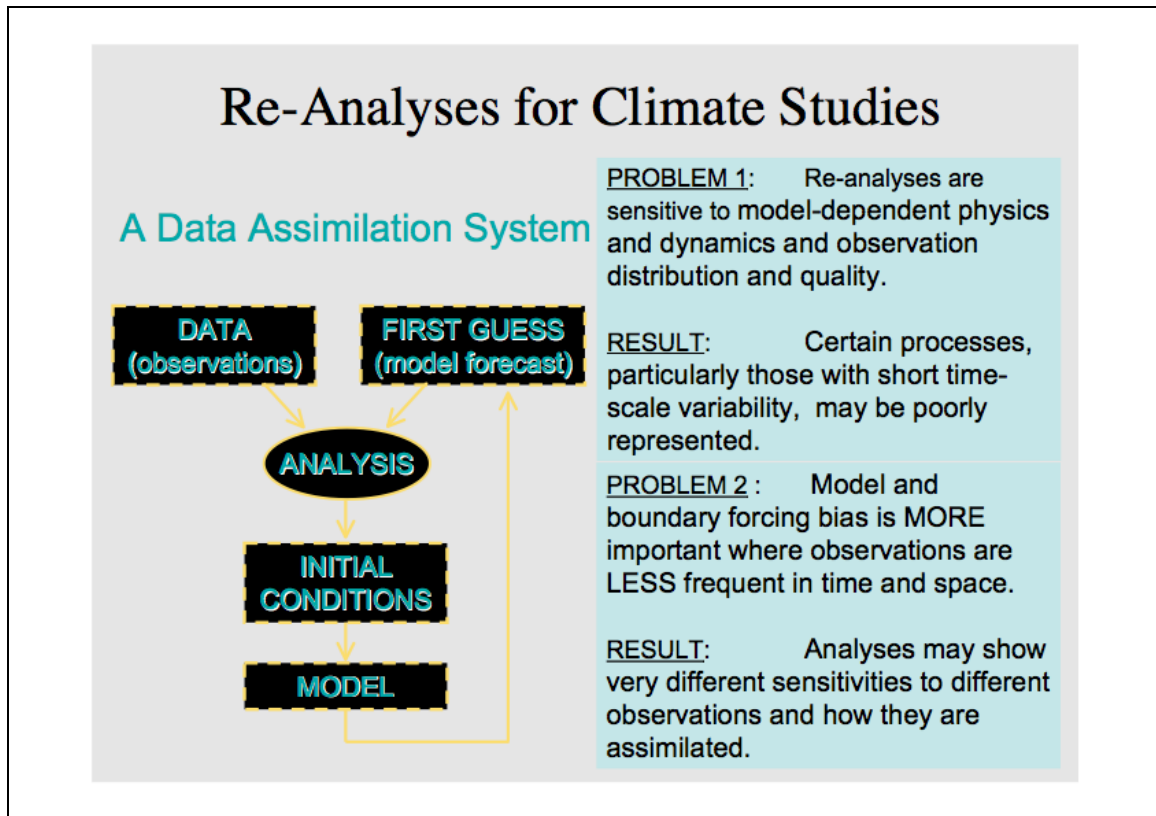 Re-Analyses for Climate Studies
A Data Assimilation System
DATA
(observations)
FIRST GUESS
(model forecast)
ANALYSIS
INITIAL
CONDITIONS
MODEL
PROBLEM 1: Re-analyses are
sensitive to model-dependent physics
and dynamics and observation
distribution and quality.
RESULT: Certain processes,
particularly those with short time-
scale variability, may be poorly
represented.
PROBLEM 2 : Model and
boundary forcing bias is MORE
important where observations are
LESS frequent in time and space.
RESULT: Analyses may show
very different sensitivities to different
observations and how they are
assimilated.